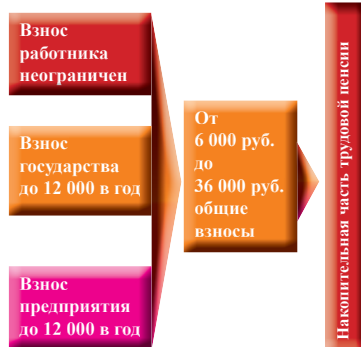 Взнос
работника
неограничен
Взнос
государства
до 12 000 в год
Взнос
предприятия
до 12 000 в год
От
6 000 руб.
до
36 000 руб.
общие
взносы
Накопительная часть трудовой пенсии